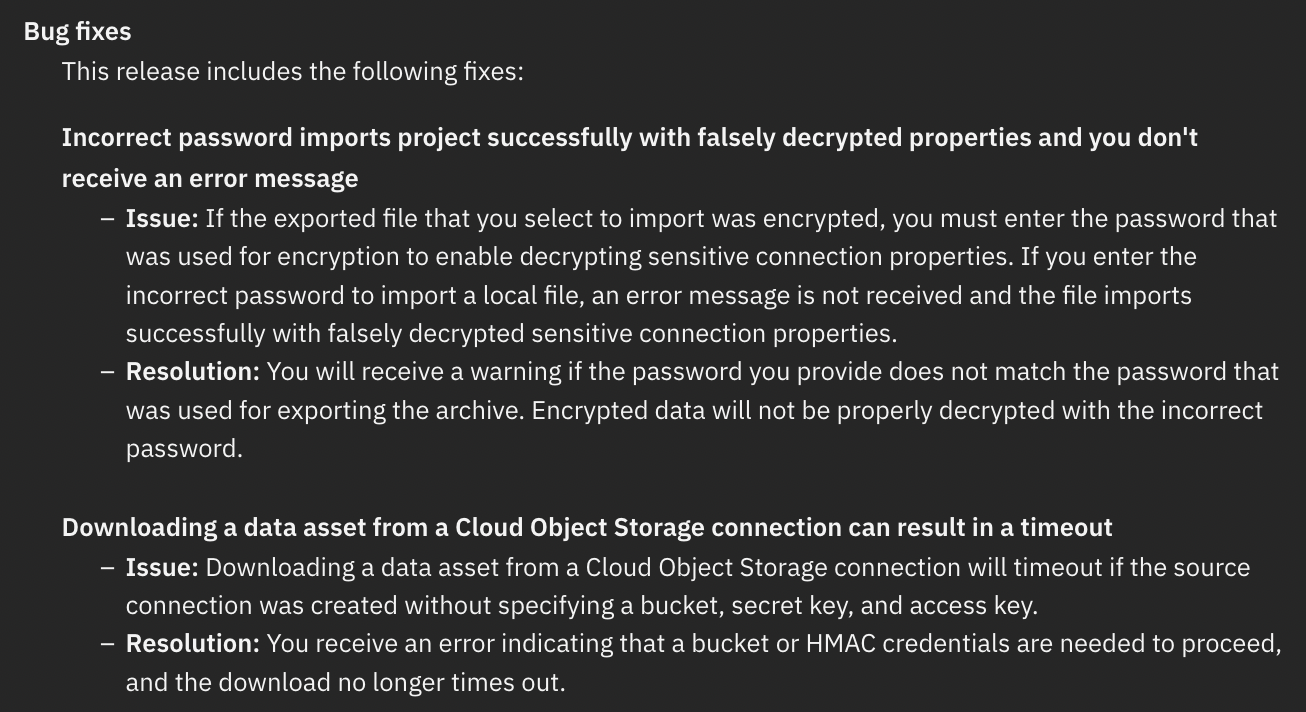 Bug fixes
This release includes the following fixes:
Incorrect password imports project successfully with falsely decrypted properties and you don't
receive an error message
– Issue: If the exported file that you select to import was encrypted, you must enter the password that
was used for encryption to enable decrypting sensitive connection properties. If you enter the
incorrect password to import a local file, an error message is not received and the file imports
successfully with falsely decrypted sensitive connection properties.
– Resolution: You will receive a warning if the password you provide does not match the password that
was used for exporting the archive. Encrypted data will not be properly decrypted with the incorrect
password.
Downloading a data asset from a Cloud Object Storage connection can result in a timeout
– Issue: Downloading a data asset from a Cloud Object Storage connection will timeout if the source
connection was created without specifying a bucket, secret key, and access key.
– Resolution: You receive an error indicating that a bucket or HMAC credentials are needed to proceed,
and the download no longer times out.